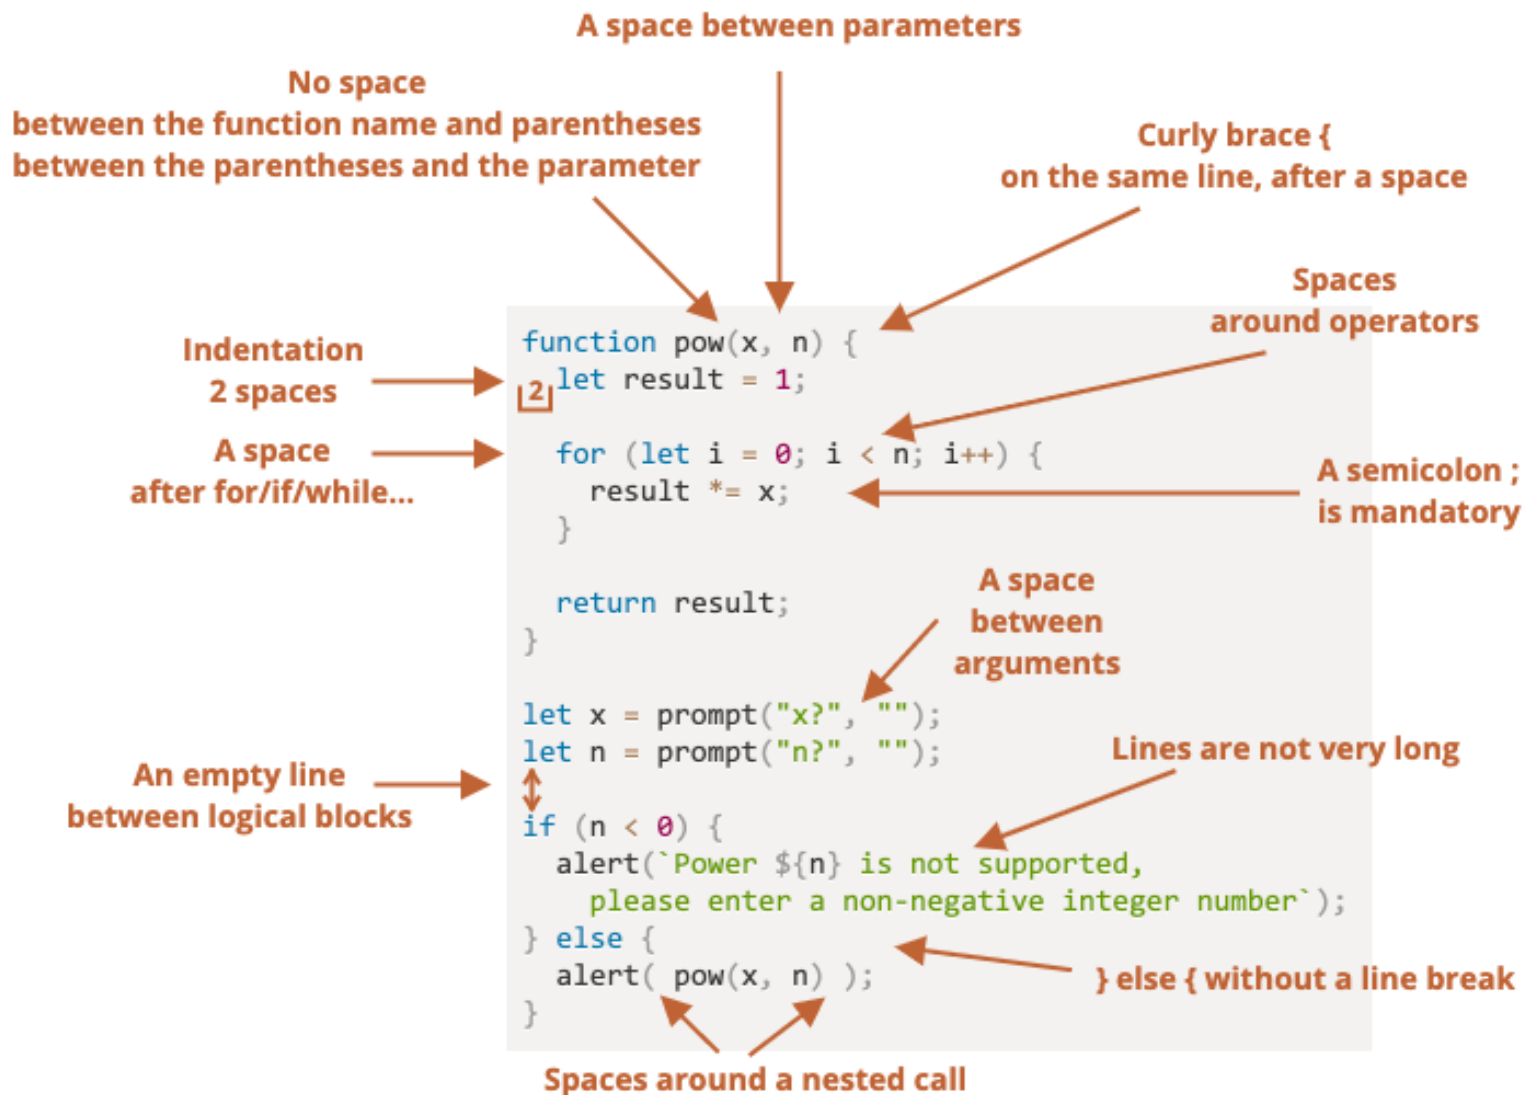 A space between parameters
No space
between the function name and parentheses
between the parentheses and the parameter
Curly brace {
on the same line, after a space
Spaces
around operators
Indentation
2 spaces
A space
after for/if/while...
function pow(x, n) {
2
  let result = 1;

  for (let i = 0; i < n; i++) {
    result *= x;
  }

  return result;
}

let x = prompt("x?", "");
let n = prompt("n?", "");

if (n < 0) {
  alert(`Power ${n} is not supported,
    please enter a non-negative integer number`);
} else {
  alert( pow(x, n) );
}
A semicolon ;
is mandatory
A space
between
arguments
An empty line
between logical blocks
Lines are not very long
} else { without a line break
Spaces around a nested call